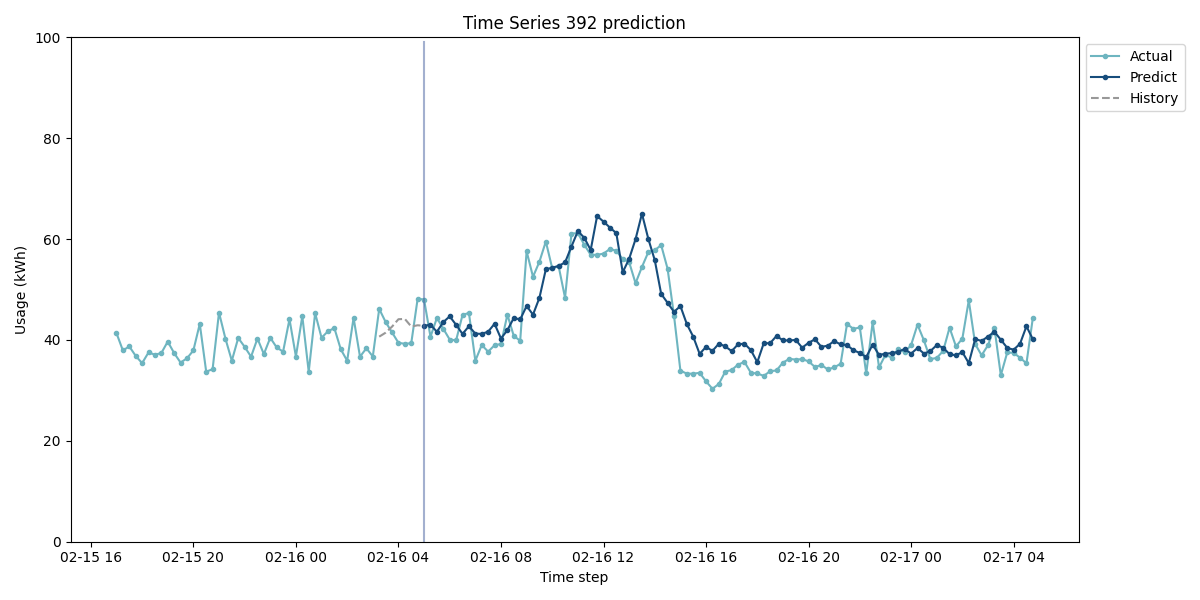 Time Series 392 prediction
Usage (kWh)
100
80
60
40
20
0
02-15 16
02-15 20
02-16 00
02-16 04
02-16 08
02-16 12
02-16 16
02-16 20
02-17 00
02-17 04
Time step
Actual
Predict
History